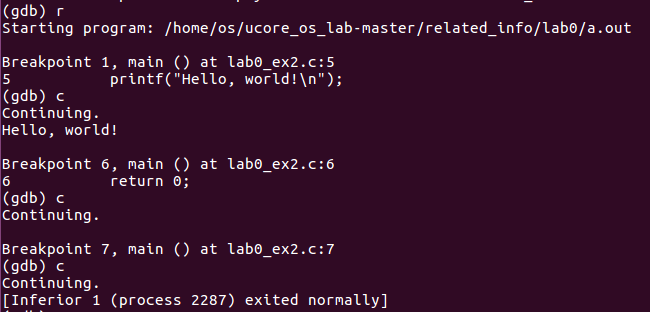 (gdb) r
Starting program: /home/os/ucore_os_lab-master/related_info/lab0/a.out

Breakpoint 1, main () at lab0_ex2.c:5
5           printf("Hello, world!\n");
(gdb) c
Continuing.
Hello, world!

Breakpoint 6, main () at lab0_ex2.c:6
6           return 0;
(gdb) c
Continuing.

Breakpoint 7, main () at lab0_ex2.c:7
(gdb) c
Continuing.
[Inferior 1 (process 2287) exited normally]